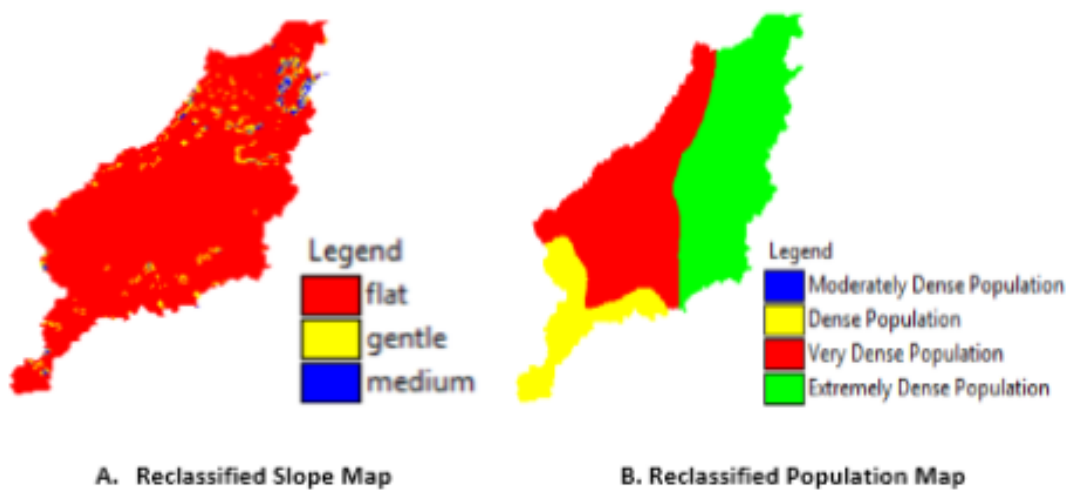 Legend
flat
gentle
medium
Legend
Moderately Dense Population
Dense Population
Very Dense Population
Extremely Dense Population
A. Reclassified Slope Map
B. Reclassified Population Map